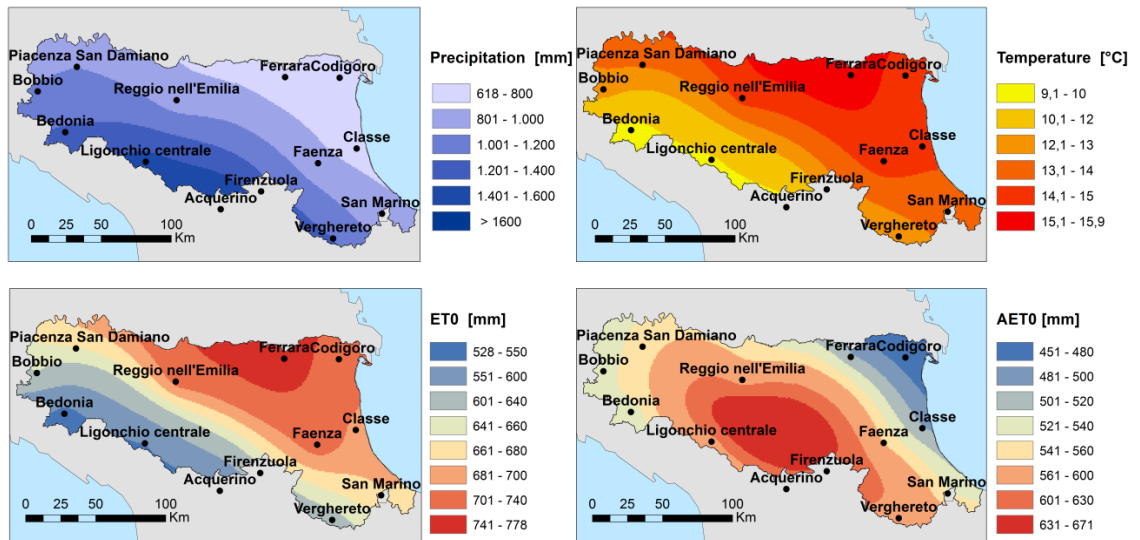 Piacenza San Damiano
Bobbio
Bedonia
Reggio nell'Emilia
FerraraCodigoro
Ligonchio centrale
Classe
Faenza
Firenzuola
Acquerino
San Marino
Verghereto
0 25 50 100
Km
Precipitation [mm]
618 - 800
801 - 1.000
1.001 - 1.200
1.201 - 1.400
1.401 - 1.600
> 1600
Piacenza San Damiano
Bobbio
Bedonia
Reggio nell'Emilia
FerraraCodigoro
Ligonchio centrale
Classe
Faenza
Firenzuola
Acquerino
San Marino
Verghereto
0 25 50 100
Km
Temperature [°C]
9,1 - 10
10,1 - 12
12,1 - 13
13,1 - 14
14,1 - 15
15,1 - 15,9
Piacenza San Damiano
Bobbio
Bedonia
Reggio nell'Emilia
FerraraCodigoro
Ligonchio centrale
Classe
Faenza
Firenzuola
Acquerino
San Marino
Verghereto
0 25 50 100
Km
ET0 [mm]
528 - 550
551 - 600
601 - 640
641 - 660
661 - 680
681 - 700
701 - 740
741 - 778
Piacenza San Damiano
Bobbio
Bedonia
Reggio nell'Emilia
FerraraCodigoro
Ligonchio centrale
Classe
Faenza
Firenzuola
Acquerino
San Marino
Verghereto
0 25 50 100
Km
AET0 [mm]
451 - 480
481 - 500
501 - 520
521 - 540
541 - 560
561 - 600
601 - 630
631 - 671